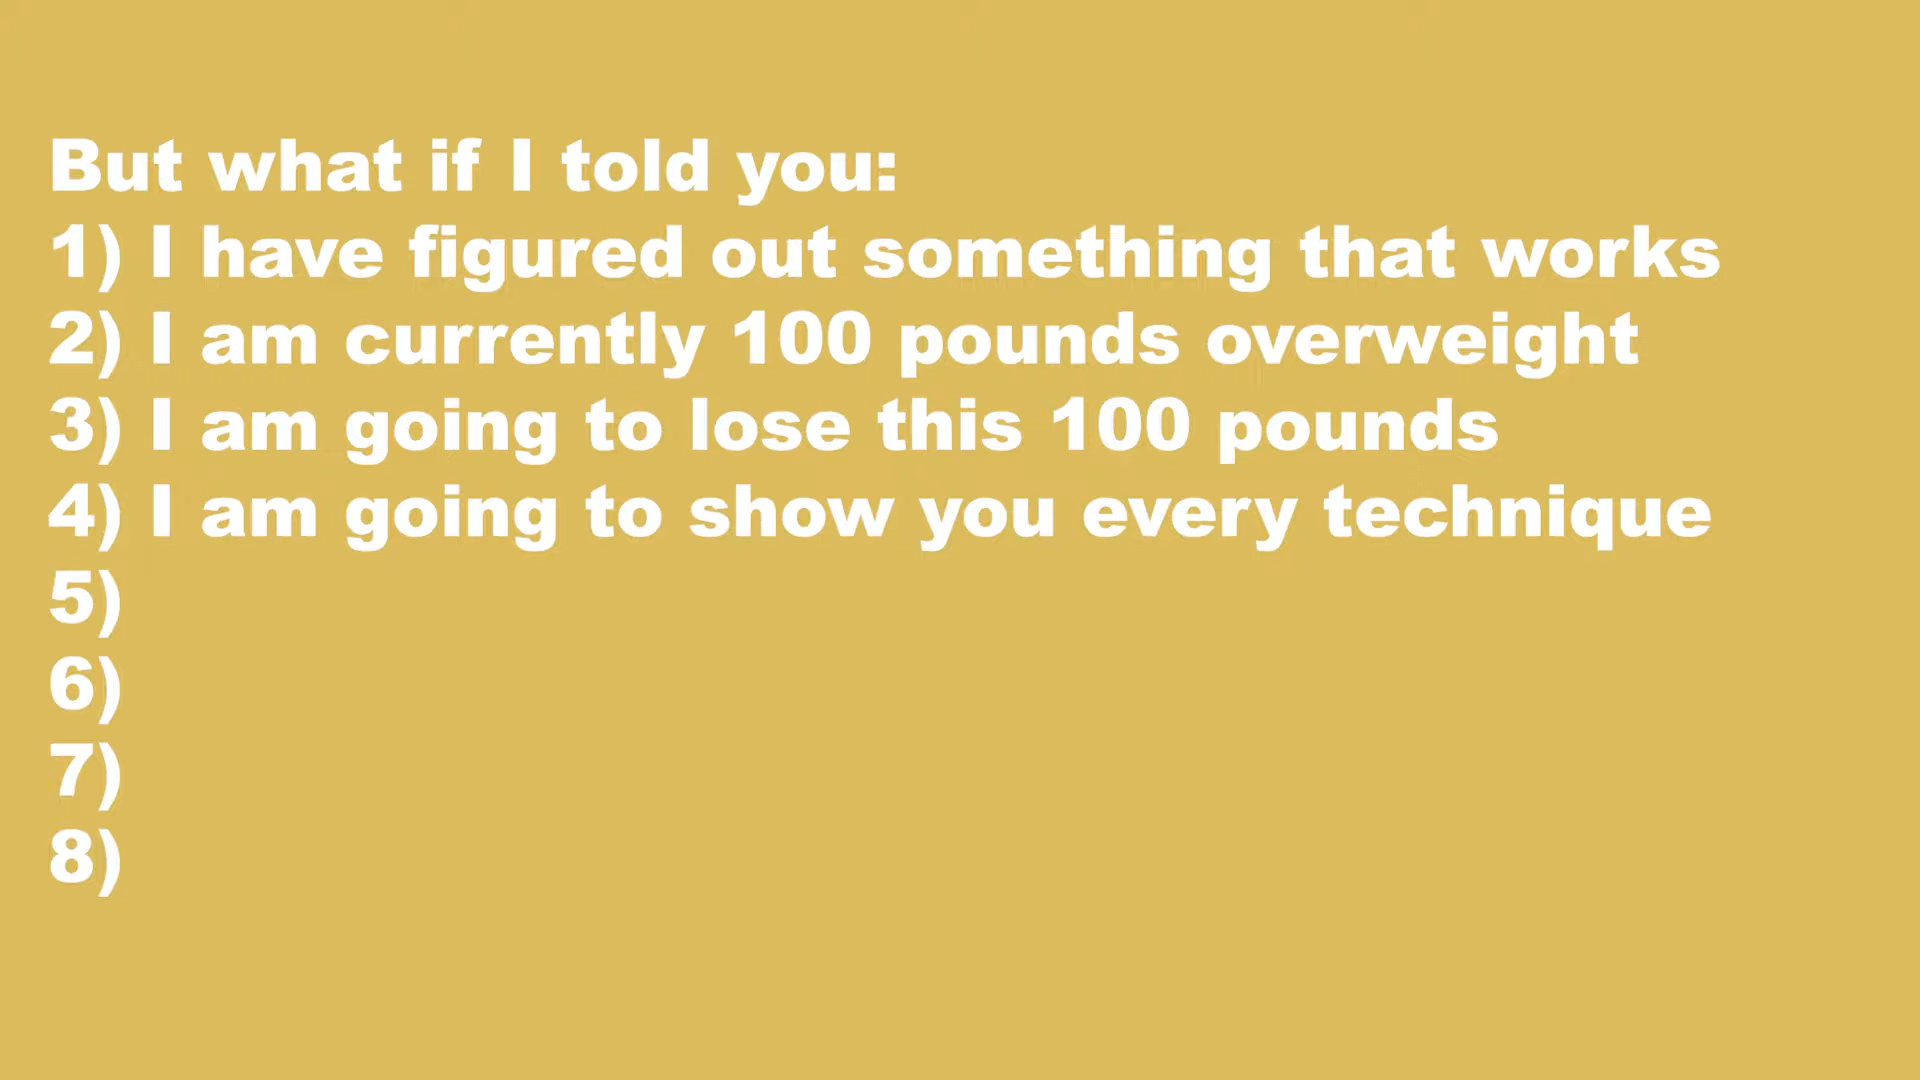 But what if I told you:
1) I have figured out something that works
2) I am currently 100 pounds overweight
3) I am going to lose this 100 pounds
4) I am going to show you every technique
5)
6)
7)
8)